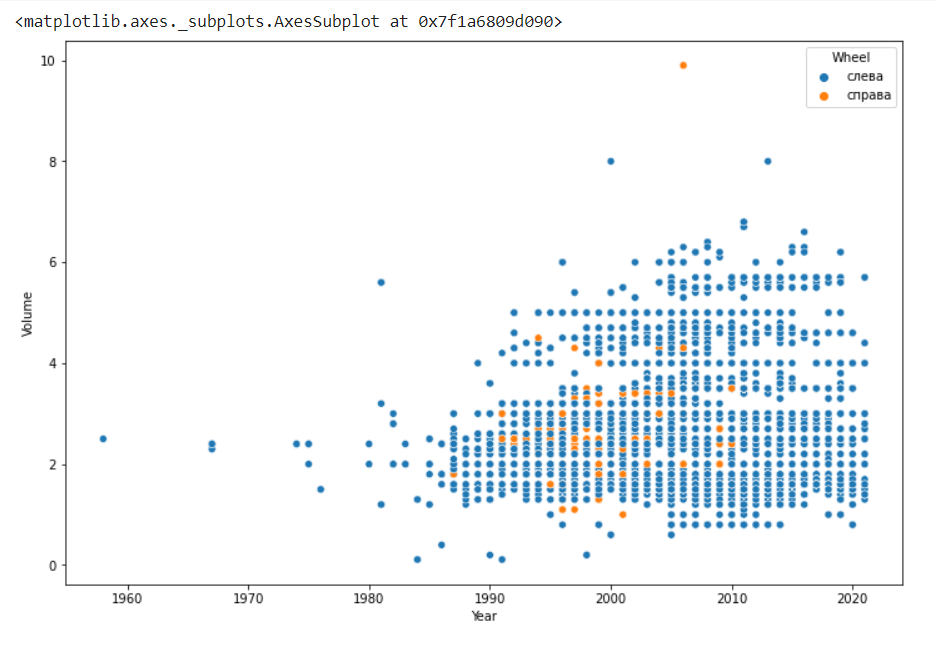 <matplotlib.axes._subplots.AxesSubplot at 0x7f1a6809d090>
Wheel
слева
справа
10
8
6
4
2
0
Volume
1960 1970 1980 1990 2000 2010 2020
Year